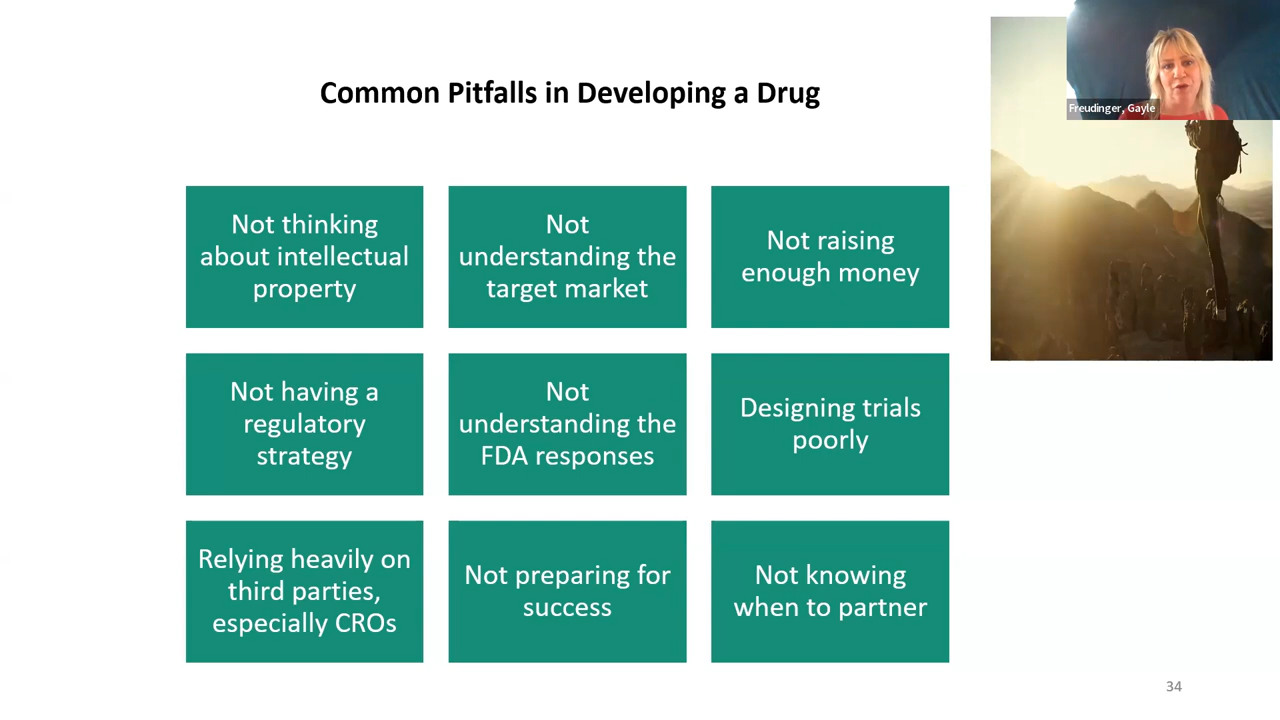 Common Pitfalls in Developing a Drug
Freudinger, Gayle
Not thinking
about intellectual
property
Not
understanding the
target market
Not raising
enough money
Not having a
regulatory
strategy
Not
understanding the
FDA responses
Designing trials
poorly
Relying heavily on
third parties,
especially CROs
Not preparing for
success
Not knowing
when to partner
34